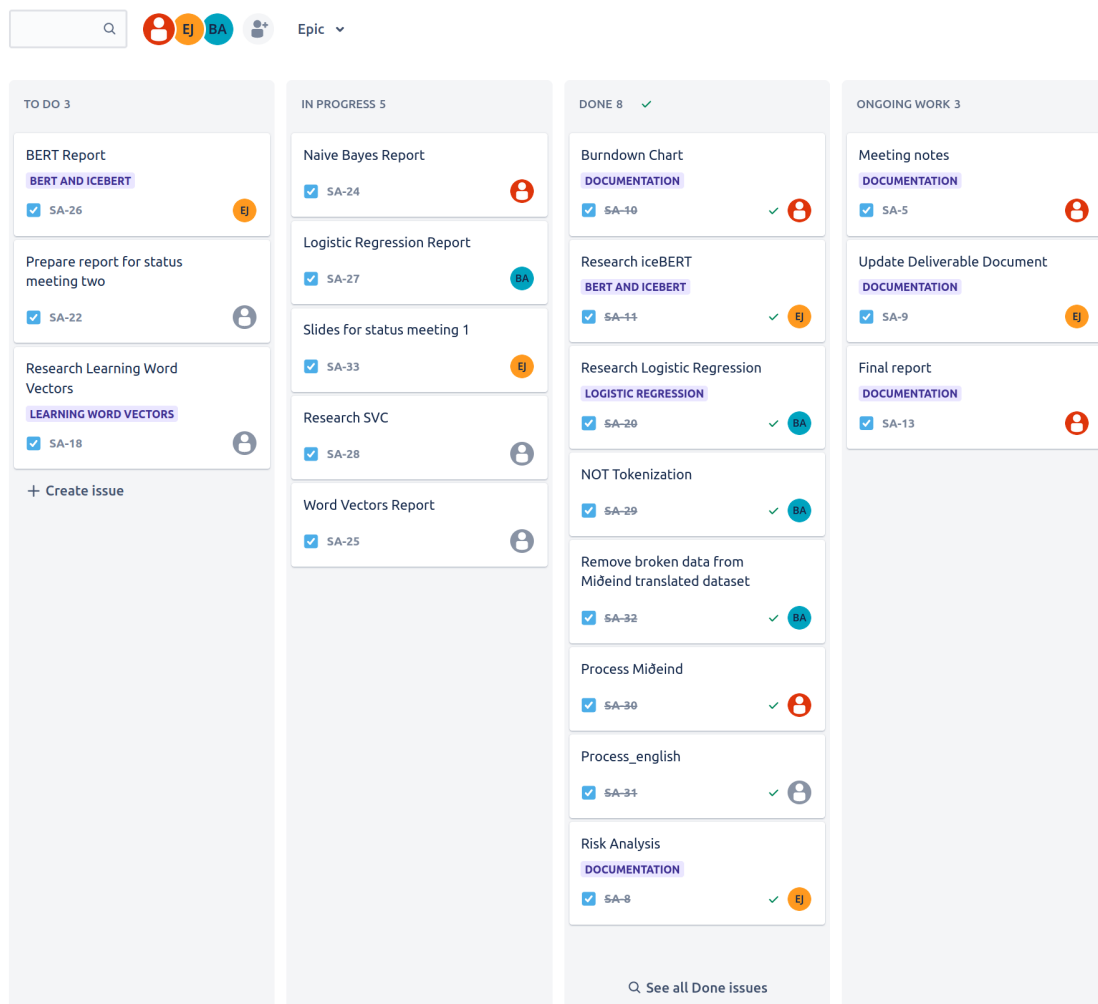 EJ BA Epic
TO DO 3
BERT Report
BERT AND ICEBERT
SA-26 EJ
Prepare report for status
meeting two
SA-22
Research Learning Word
Vectors
LEARNING WORD VECTORS
SA-18
+ Create issue
IN PROGRESS 5
Naive Bayes Report
SA-24
Logistic Regression Report
SA-27 BA
Slides for status meeting 1
SA-33 EJ
Research SVC
SA-28
Word Vectors Report
SA-25
DONE 8
Burndown Chart
DOCUMENTATION
SA-10
Research iceBERT
BERT AND ICEBERT
SA-11 EJ
Research Logistic Regression
LOGISTIC REGRESSION
SA-20 BA
NOT Tokenization
SA-29 BA
Remove broken data from
Miðeind translated dataset
SA-32 BA
Process Miðeind
SA-30
Process_english
SA-31
Risk Analysis
DOCUMENTATION
SA-8 EJ
See all Done issues
ONGOING WORK 3
Meeting notes
DOCUMENTATION
SA-5
Update Deliverable Document
DOCUMENTATION
SA-9 EJ
Final report
DOCUMENTATION
SA-13